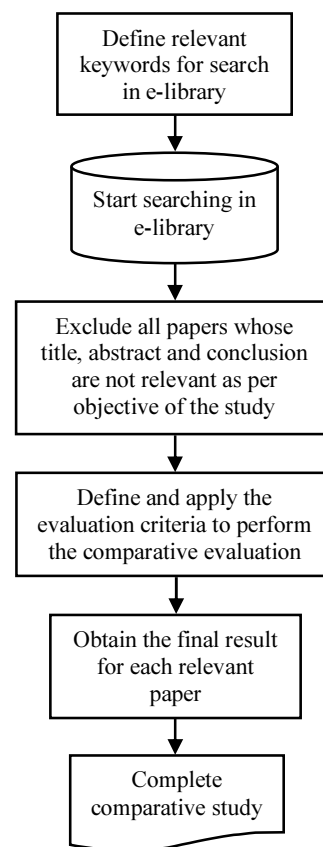 Define relevant
keywords for search
in e-library
Start searching in
e-library
Exclude all papers whose
title, abstract and conclusion
are not relevant as per
objective of the study
Define and apply the
evaluation criteria to perform
the comparative evaluation
Obtain the final result
for each relevant
paper
Complete
comparative study